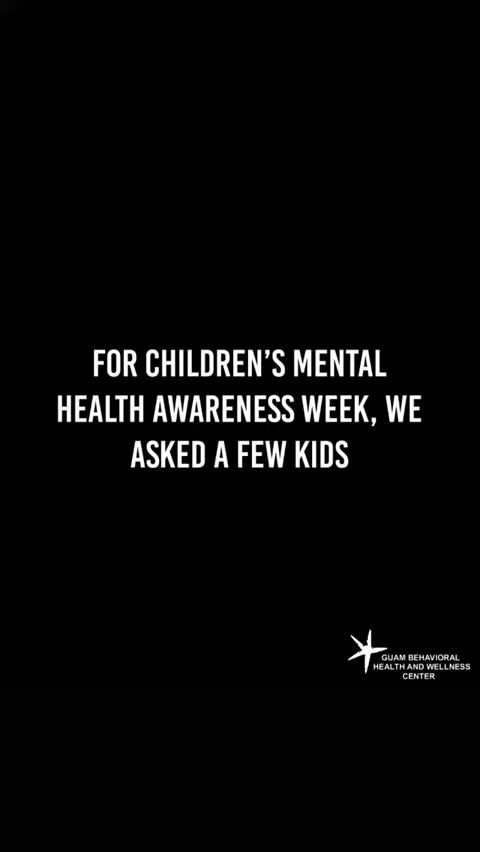 FOR CHILDREN'S MENTAL
HEALTH AWARENESS WEEK, WE
ASKED A FEW KIDS
GUAM BEHAVIORAL
HEALTH AND WELLNESS
CENTER